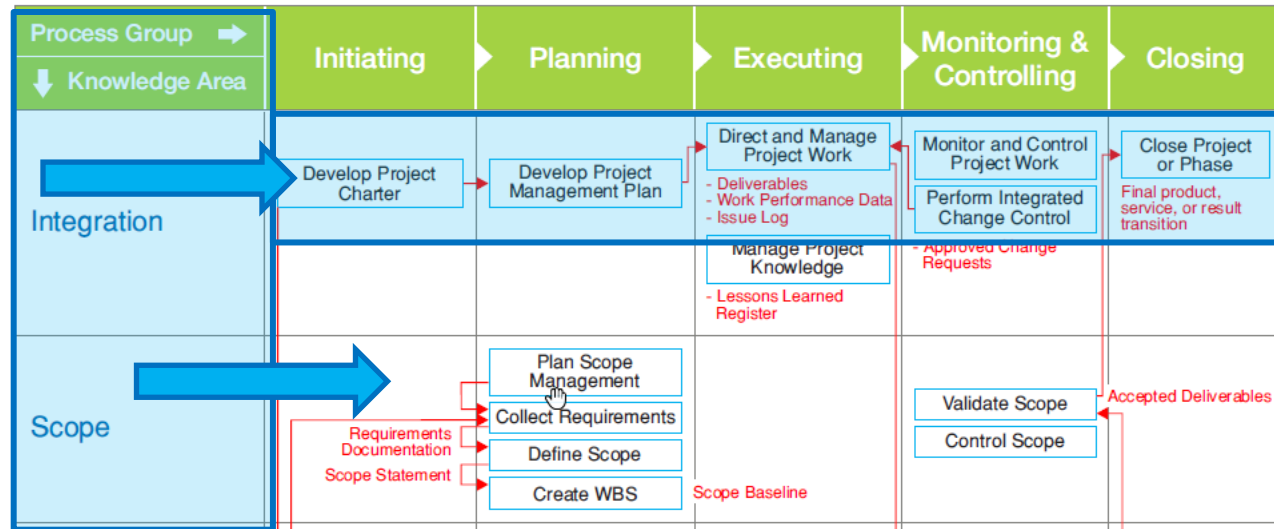 Process Group
Knowledge Area
Initiating
Planning
Executing
Monitoring &
Controlling
Closing
Integration
Develop Project
Charter
Develop Project
Management Plan
Direct and Manage
Project Work
- Deliverables
- Work Performance Data
- Issue Log
Manage Project
Knowledge
- Lessons Learned
Register
Monitor and Control
Project Work
Perform Integrated
Change Control
- Approved Change
Requests
Close Project
or Phase
Final product,
service, or result
transition
Scope
Plan Scope
Management
Collect Requirements
Requirements
Documentation
Define Scope
Scope Statement
Create WBS
Scope Baseline
Validate Scope
Accepted Deliverables
Control Scope